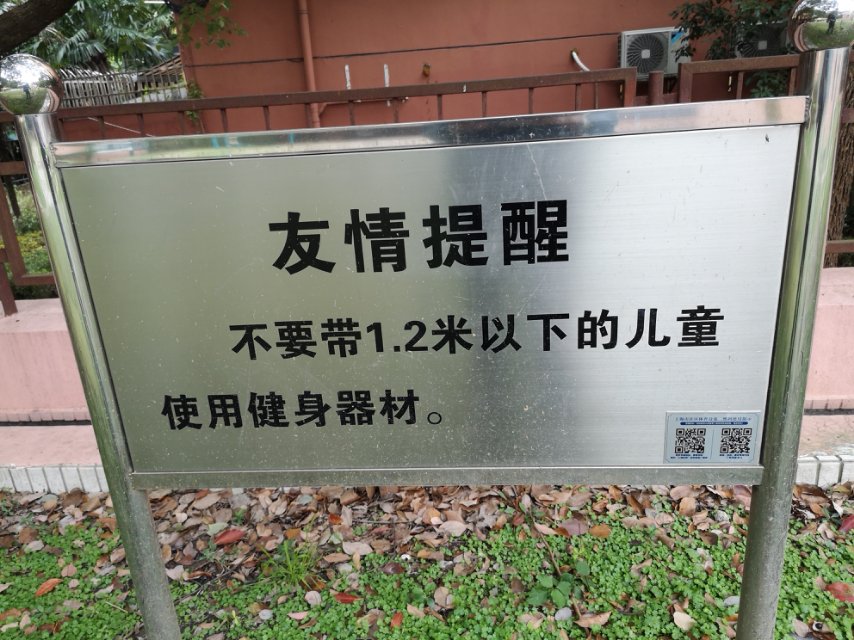 友情提醒
不要带1.2米以下的儿童
使用健身器材。